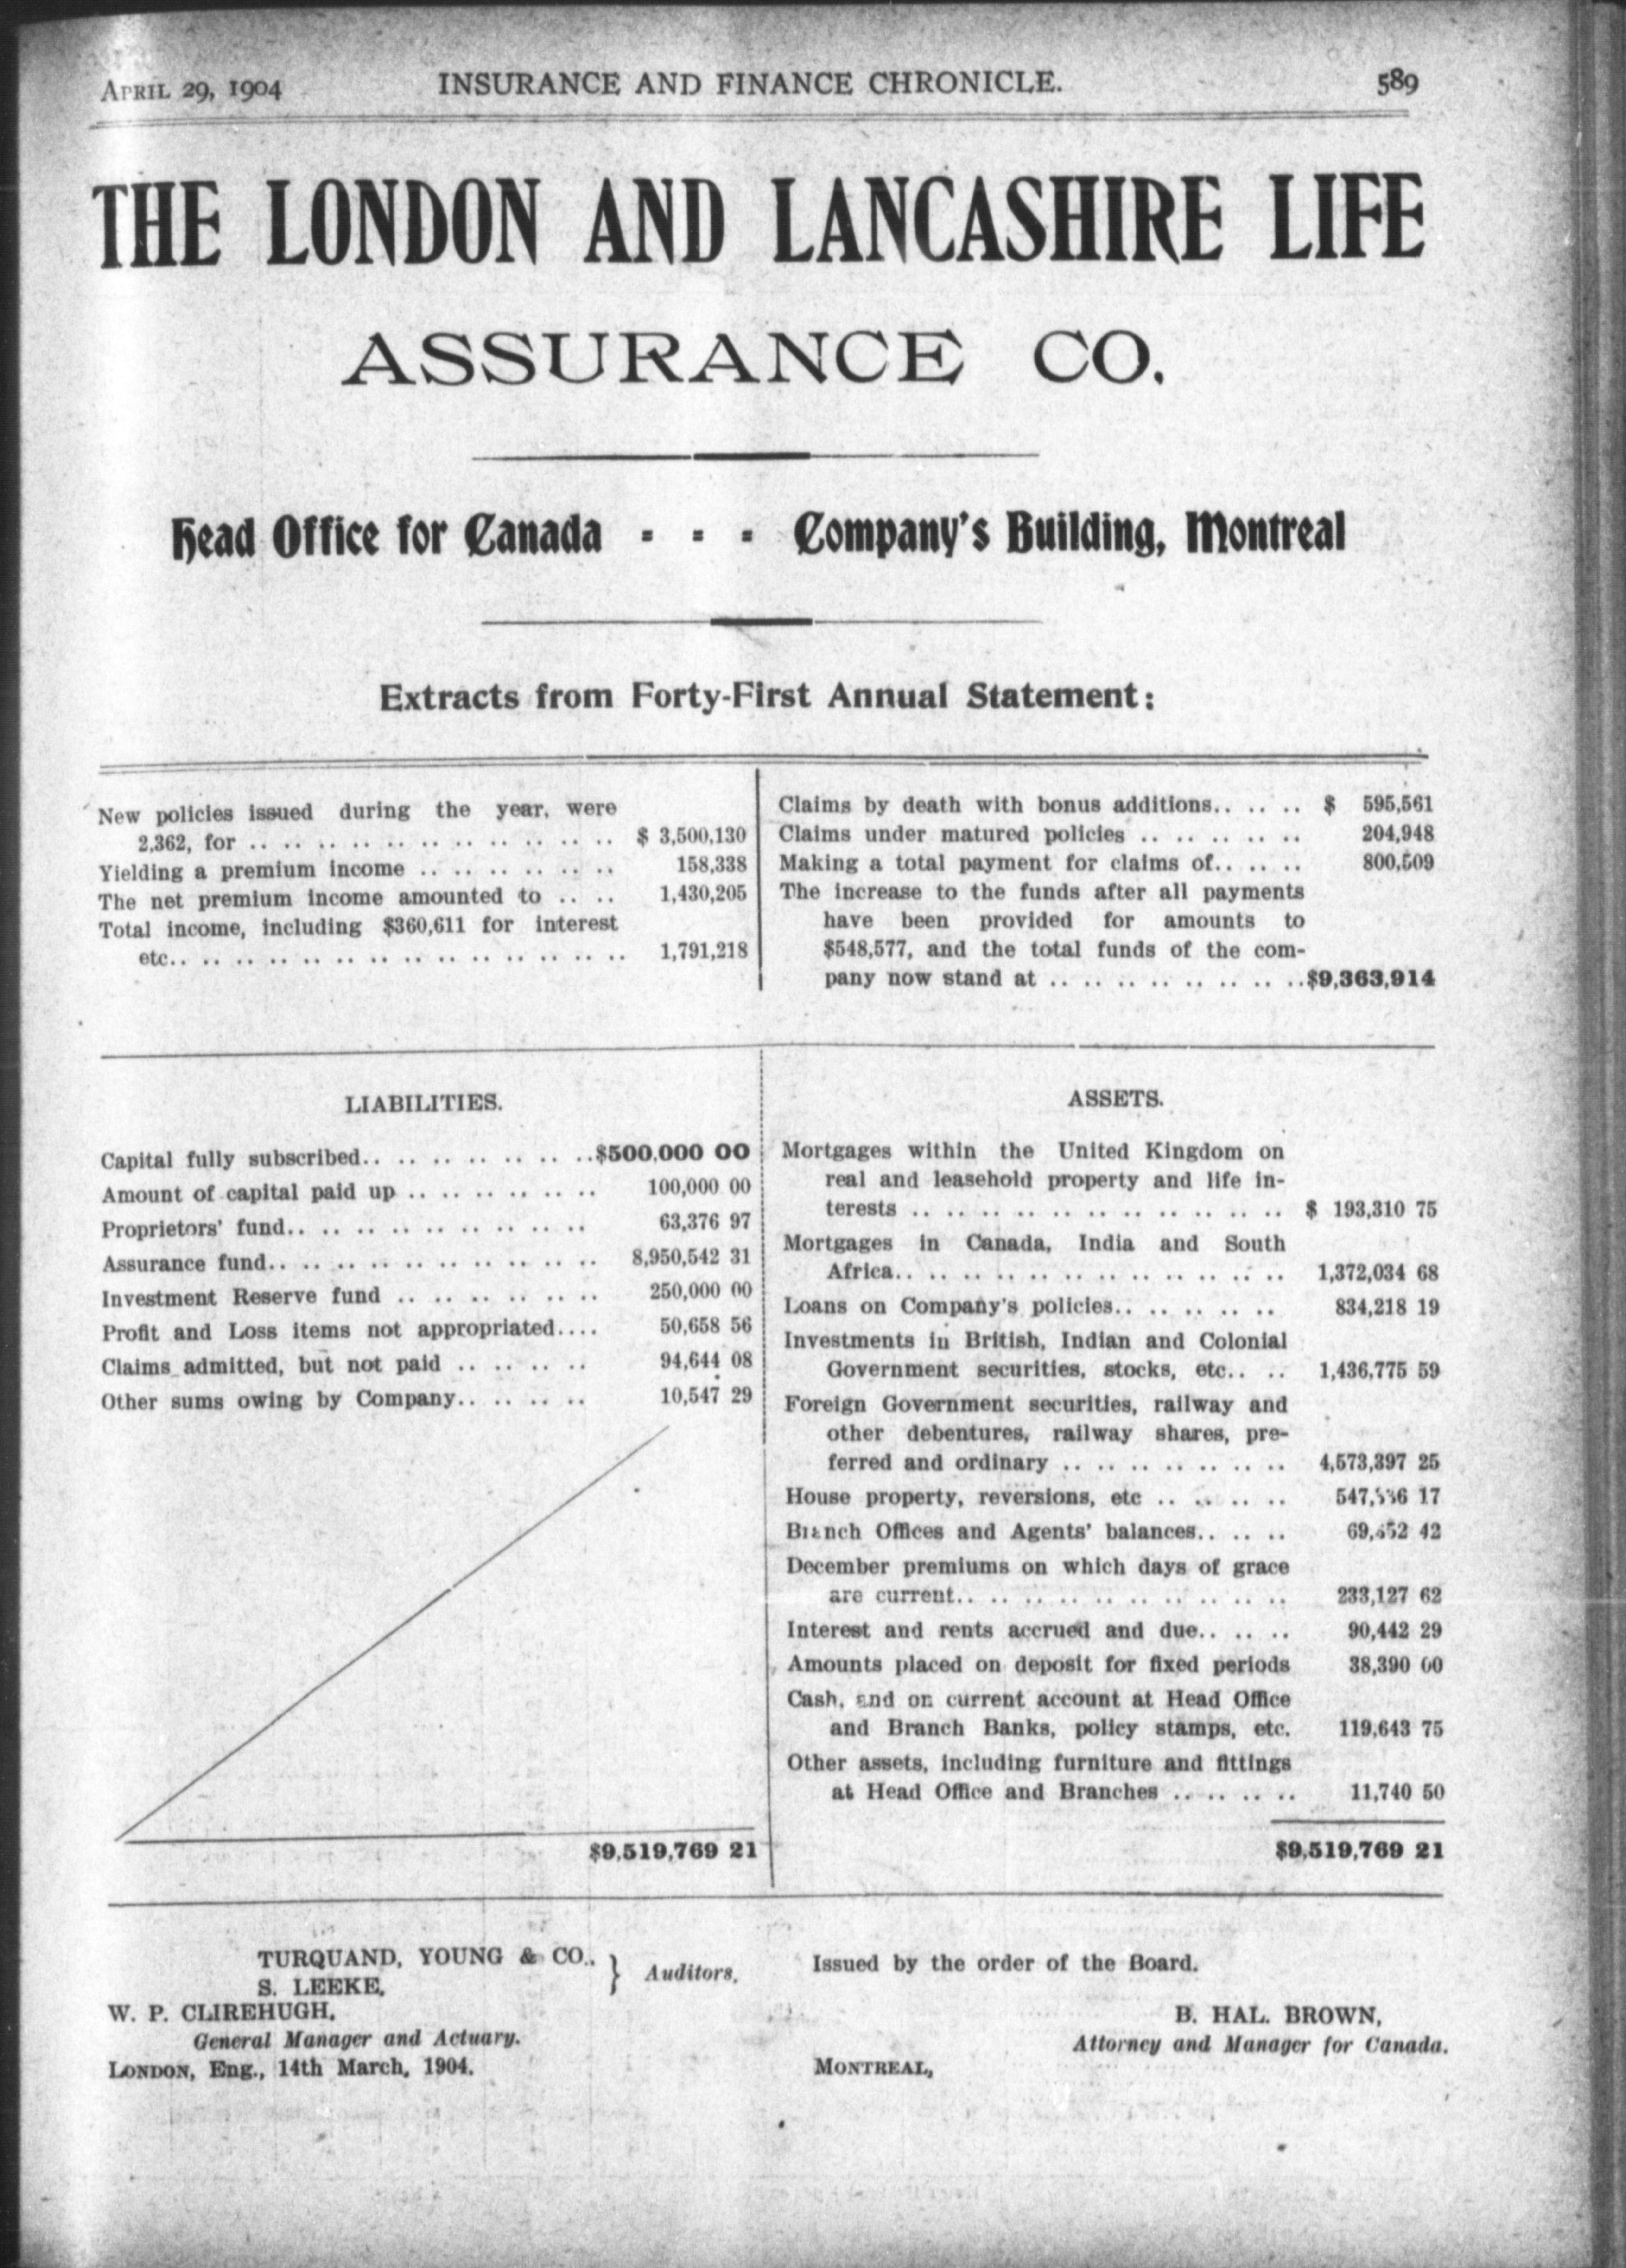 APRIL 29, 1904 INSURANCE AND FINANCE CHRONICLE. 589
THE LONDON AND LANCASHIRE LIFE
ASSURANCE CO.
Head Office for Canada - - - Company's Building, Montreal
Extracts from Forty-First Annual Statement:
New policies issued during the year, were
2,362, for .. .. .. .. .. .. .. .. .. .. .. $ 3,500,130
Yielding a premium income .. .. .. .. .. .. 158,338
The net premium income amounted to .. .. 1,430,205
Total income, including $360,611 for interest
etc.. .. .. .. .. .. .. .. .. .. .. .. .. .. 1,791,218
Claims by death with bonus additions.. .. .. $ 595,561
Claims under matured policies .. .. .. .. .. 204,948
Making a total payment for claims of.. .. .. 800,509
The increase to the funds after all payments
have been provided for amounts to
$548,577, and the total funds of the com-
pany now stand at .. .. .. .. .. .. .. ..$9,363,914
LIABILITIES.
Capital fully subscribed.. .. .. .. .. .. ..$500,000 00
Amount of capital paid up .. .. .. .. .. .. 100,000 00
Proprietors' fund.. .. .. .. .. .. .. .. .. 63,376 97
Assurance fund.. .. .. .. .. .. .. .. .. .. 8,950,542 31
Investment Reserve fund .. .. .. .. .. .. 250,000 00
Profit and Loss items not appropriated.... 50,658 56
Claims admitted, but not paid .. .. .. .. 94,644 08
Other sums owing by Company.. .. .. .. 10,547 29
$9,519,769 21
ASSETS.
Mortgages within the United Kingdom on
real and leasehold property and life in-
terests .. .. .. .. .. .. .. .. .. .. .. $ 193,310 75
Mortgages in Canada, India and South
Africa.. .. .. .. .. .. .. .. .. .. .. .. 1,372,034 68
Loans on Company's policies.. .. .. .. .. 834,218 19
Investments in British, Indian and Colonial
Government securities, stocks, etc.. .. 1,436,775 59
Foreign Government securities, railway and
other debentures, railway shares, pre-
ferred and ordinary .. .. .. .. .. .. .. 4,573,397 25
House property, reversions, etc .. .. .. .. 17
Branch Offices and Agents' balances.. .. .. 42
December premiums on which days of grace
are current.. .. .. .. .. .. .. .. .. .. 233,127 62
Interest and rents accrued and due.. .. .. 90,442 29
Amounts placed on deposit for fixed periods 38,390 00
Cash, and on current account at Head Office
and Branch Banks, policy stamps, etc. 119,643 75
Other assets, including furniture and fittings
at Head Office and Branches .. .. .. .. 11,740 50
$9,519,769 21
TURQUAND, YOUNG & CO.,
S. LEEKE,
} Auditors.
W. P. CLIREHUGH,
General Manager and Actuary.
LONDON, Eng., 14th March, 1904.
Issued by the order of the Board.
B. HAL. BROWN,
Attorney and Manager for Canada.
MONTREAL,